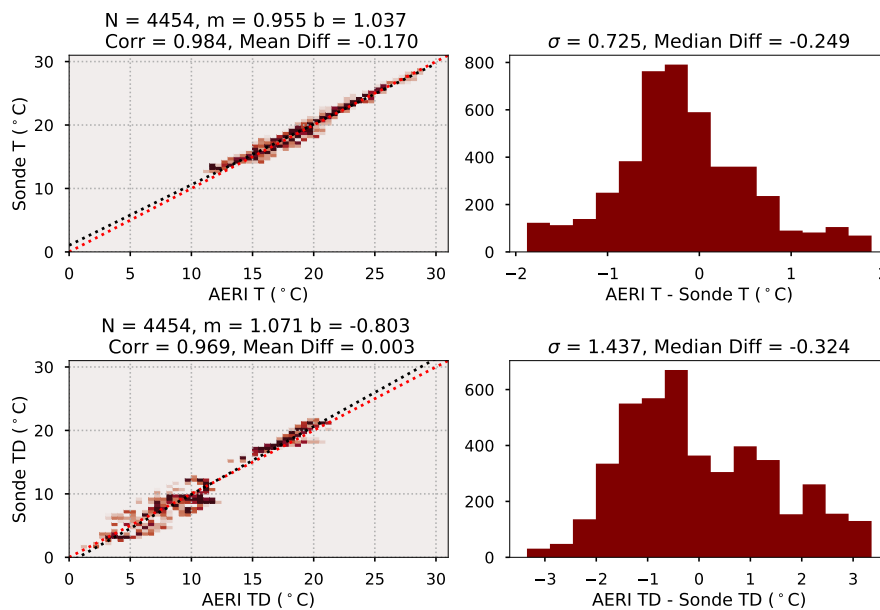 N = 4454, m = 0.955 b = 1.037
Corr = 0.984, Mean Diff = -0.170
Sonde T (°C)
30
20
10
0
0 5 10 15 20 25 30
AERI T (°C)
σ = 0.725, Median Diff = -0.249
800
600
400
200
0
−2 −1 0 1 2
AERI T - Sonde T (°C)
N = 4454, m = 1.071 b = -0.803
Corr = 0.969, Mean Diff = 0.003
Sonde TD (°C)
30
20
10
0
0 5 10 15 20 25 30
AERI TD (°C)
σ = 1.437, Median Diff = -0.324
600
400
200
0
−3 −2 −1 0 1 2 3
AERI TD - Sonde TD (°C)